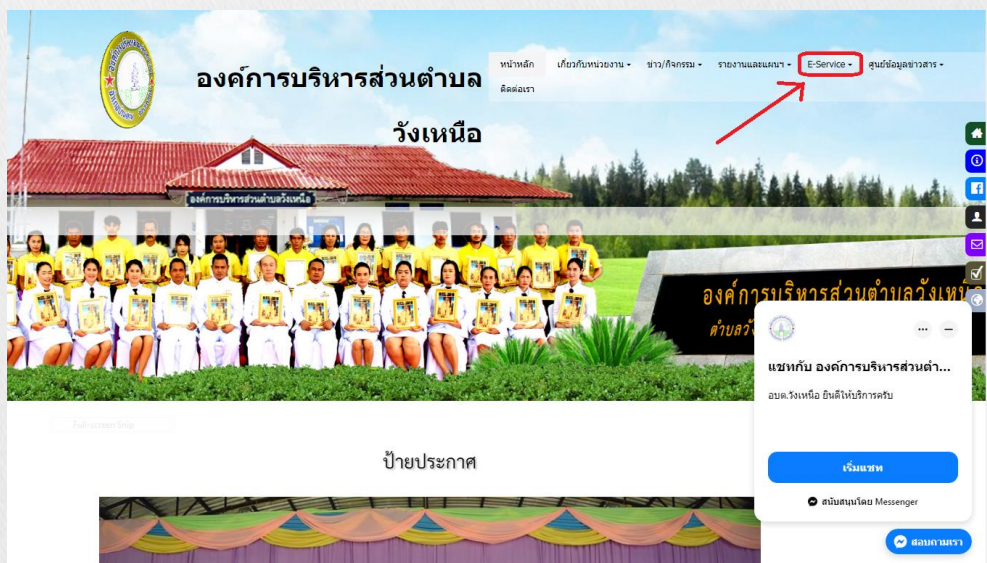 องค์การบริหารส่วนตำบล
วังเหนือ
หน้าหลัก เกี่ยวกับหน่วยงาน ข่าว/กิจกรรม รายงานและแผนฯ E-Service ศูนย์ข้อมูลข่าวสาร
ติดต่อเรา
องค์การบริหารส่วนตำบลวังเหนือ
องค์การบริหารส่วนตำบลวังเหนือ
ตำบลวัง
แชทกับ องค์การบริหารส่วนตำ...
อบต.วังเหนือ ยินดีให้บริการครับ
เริ่มแชท
สนับสนุนโดย Messenger
สอบถามเรา
Full-screen Slide
ป้ายประกาศ